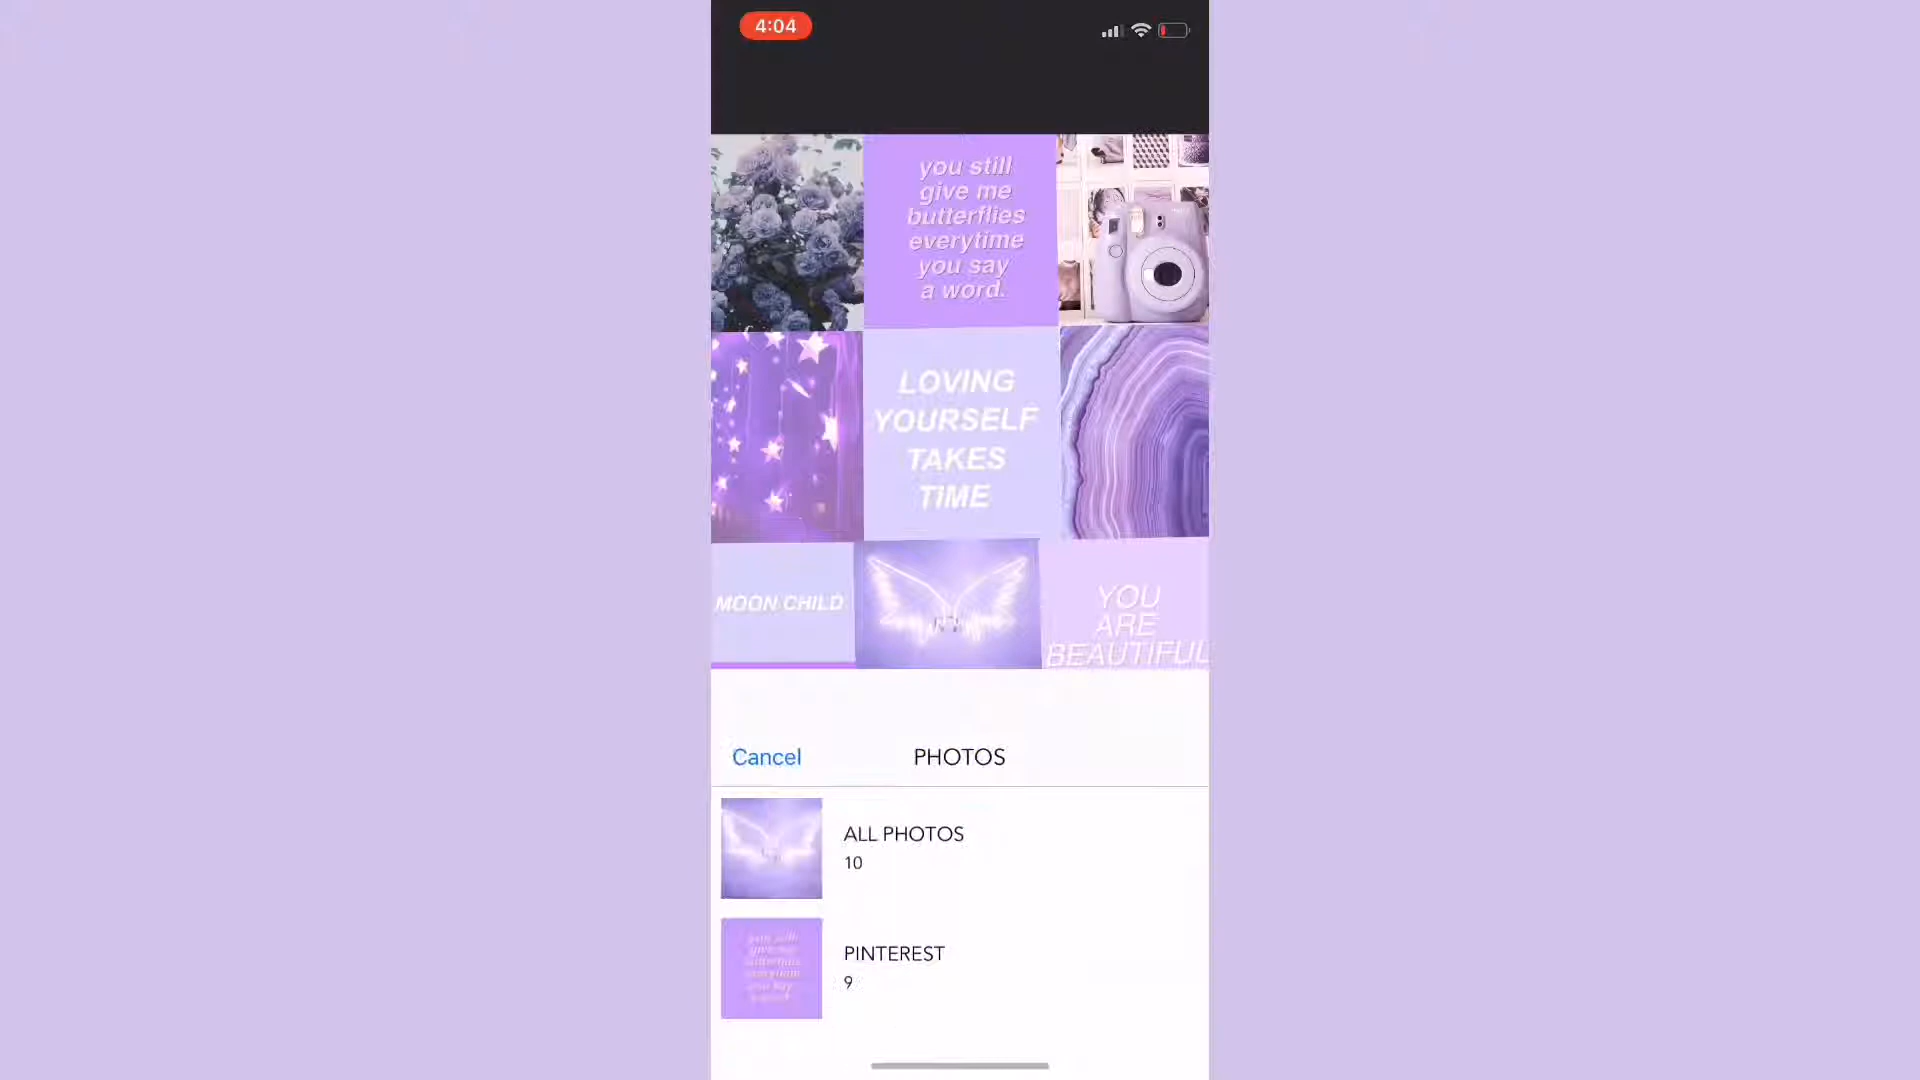 4:04
you still
give me
butterflies
everytime
you say
a word.
LOVING
YOURSELF
TAKES
TIME
MOON CHILD
YOU
ARE
BEAUTIFUL
Cancel
PHOTOS
ALL PHOTOS
10
PINTEREST
9